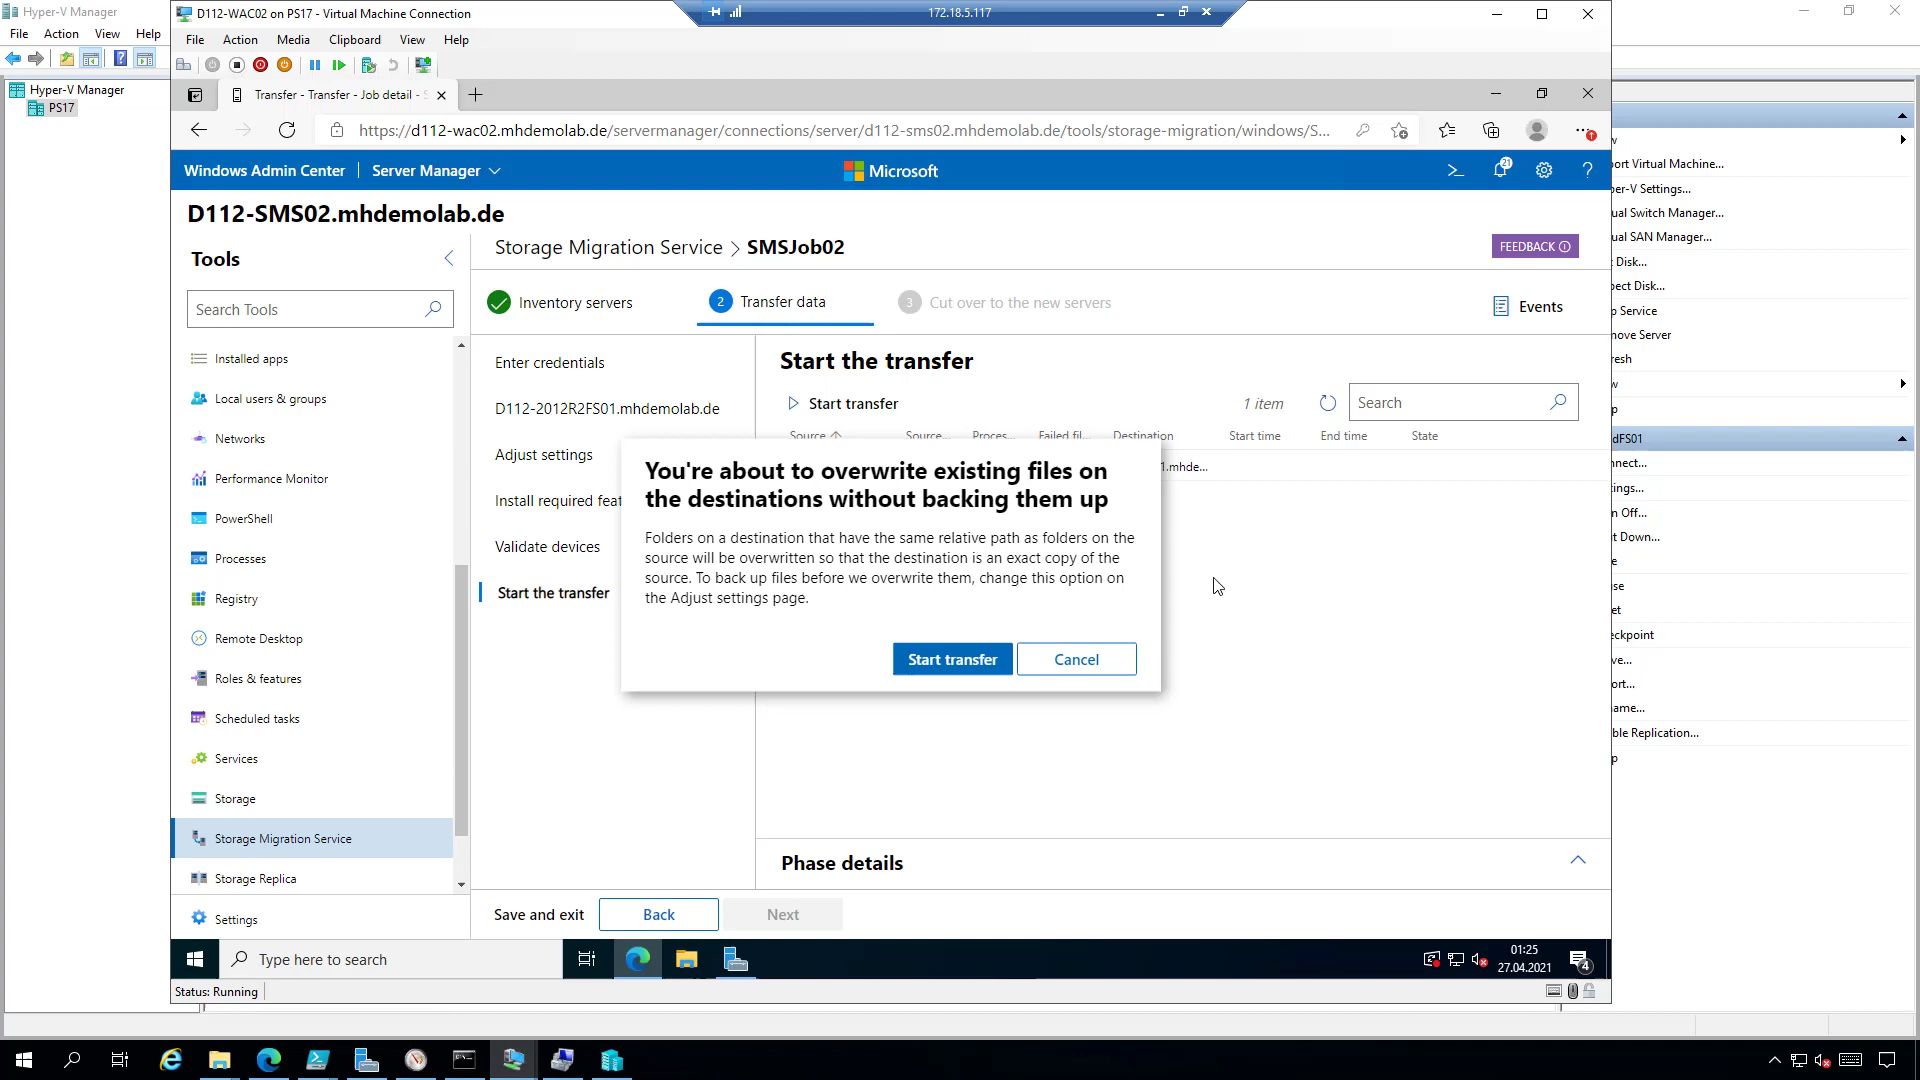 Hyper-V Manager
File Action View Help
Hyper-V Manager
PS17
D112-WAC02 on PS17 - Virtual Machine Connection
172.18.5.117
File Action Media Clipboard View Help
Transfer - Transfer - Job detail - S
https://d112-wac02.mhdemolab.de/servermanager/connections/server/d112-sms02.mhdemolab.de/tools/storage-migration/windows/S...
Windows Admin Center
Server Manager
Microsoft
21
D112-SMS02.mhdemolab.de
Tools
Search Tools
Installed apps
Local users & groups
Networks
Performance Monitor
PowerShell
Processes
Registry
Remote Desktop
Roles & features
Scheduled tasks
Services
Storage
Storage Migration Service
Storage Replica
Settings
Storage Migration Service > SMSJob02
FEEDBACK
Inventory servers
2 Transfer data
3 Cut over to the new servers
Events
Enter credentials
D112-2012R2FS01.mhdemolab.de
Adjust settings
Install required feat
Validate devices
Start the transfer
Start the transfer
Start transfer
1 item
Search
Source
Source...
Proces...
Failed fil...
Destination
Start time
End time
State
1.mhde...
You're about to overwrite existing files on
the destinations without backing them up
Folders on a destination that have the same relative path as folders on the
source will be overwritten so that the destination is an exact copy of the
source. To back up files before we overwrite them, change this option on
the Adjust settings page.
Start transfer
Cancel
Phase details
Save and exit
Back
Next
Type here to search
01:25
27.04.2021
4
Status: Running
w
ort Virtual Machine...
er-V Settings...
ual Switch Manager...
ual SAN Manager...
t Disk...
pect Disk...
p Service
nove Server
resh
w
p
dFS01
nect...
ings...
n Off...
t Down...
e
se
et
eckpoint
ve...
ort...
ame...
ble Replication...
p